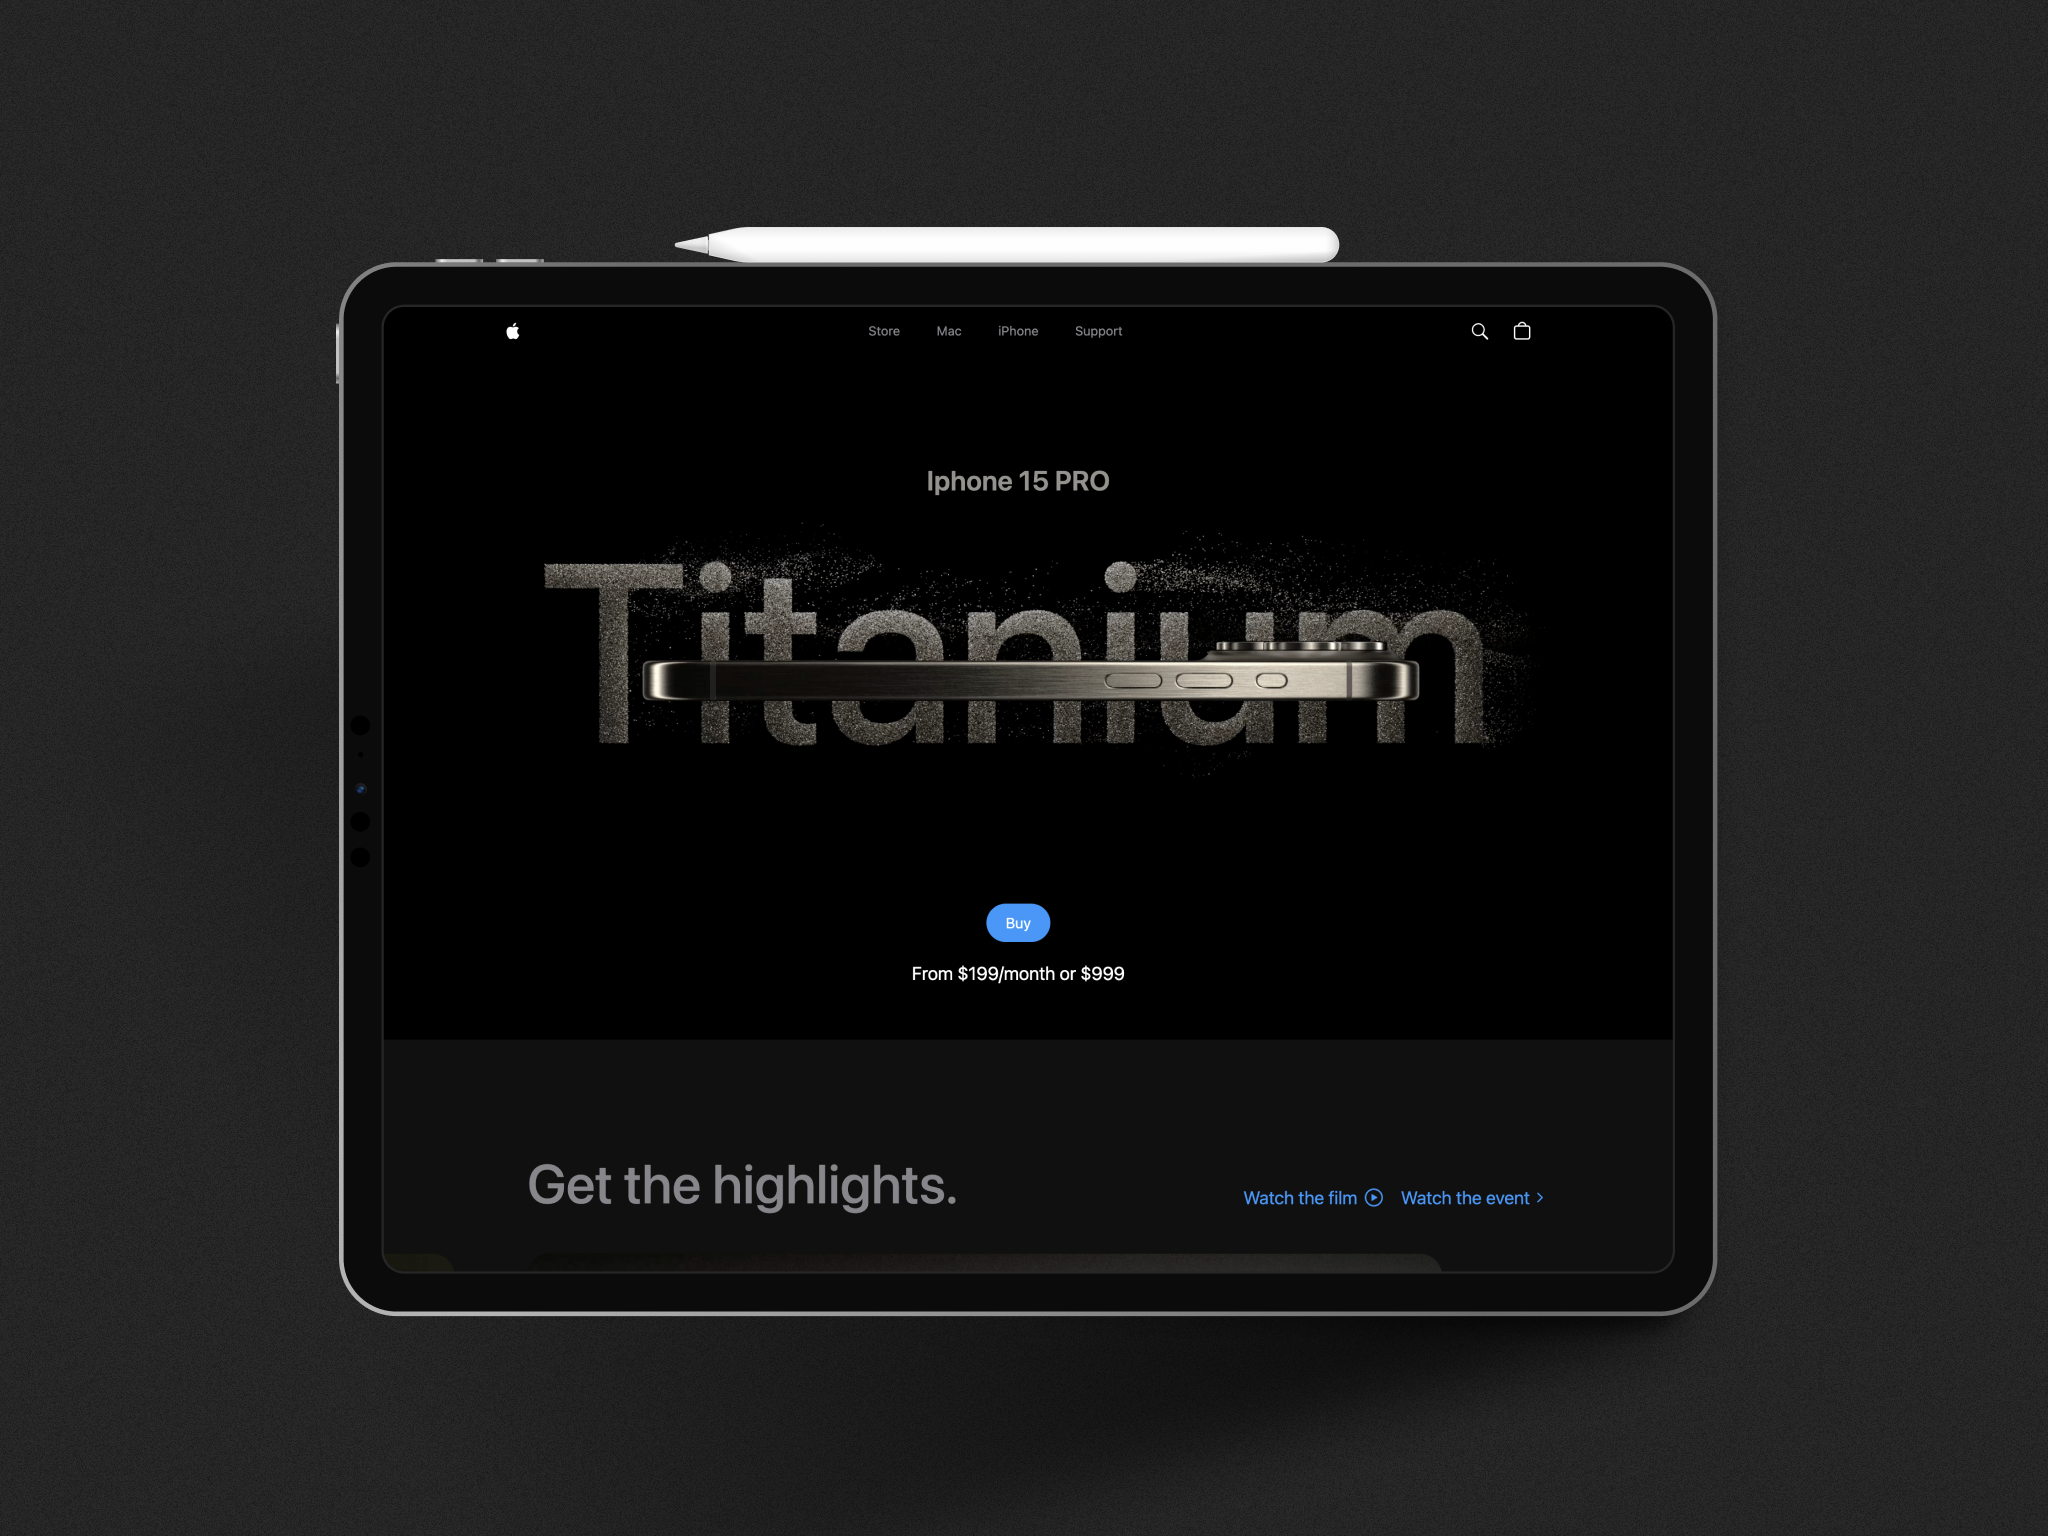 Store Mac iPhone Support
Iphone 15 PRO
Titanium
Buy
From $199/month or $999
Get the highlights.
Watch the film Watch the event